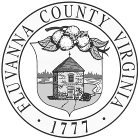 FLUVANNA COUNTY VIRGINIA
· 1777 ·